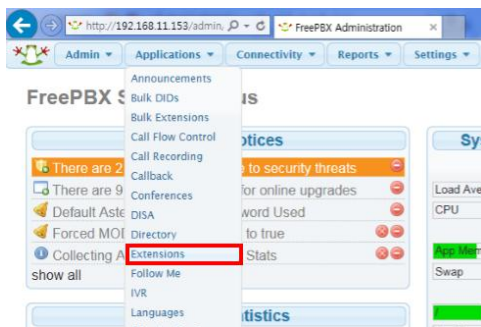 http://192.168.11.153/admin, FreePBX Administration
Admin Applications Connectivity Reports Settings
Announcements
FreePBX S us
Bulk DIDs
Bulk Extensions
Call Flow Control
otices Sy
Call Recording
There are 2 e to security threats
Callback
There are 9 for online upgrades Load Ave
Conferences
Default Aste word Used CPU
DISA
Forced MO to true
Directory
Collecting A Extensions Stats App Mem
show all Follow Me Swap
IVR
Languages tistics /